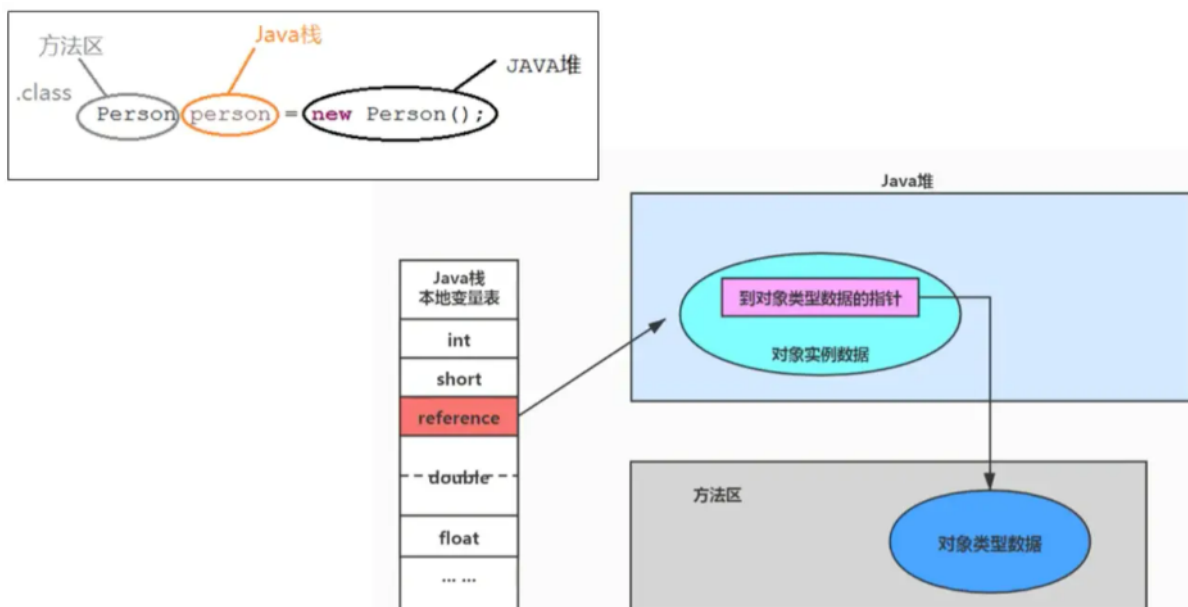 方法区
Java栈
JAVA堆
.class
Person person = new Person();
Java堆
Java栈
本地变量表
int
short
reference
double
float
... ...
到对象类型数据的指针
对象实例数据
方法区
对象类型数据